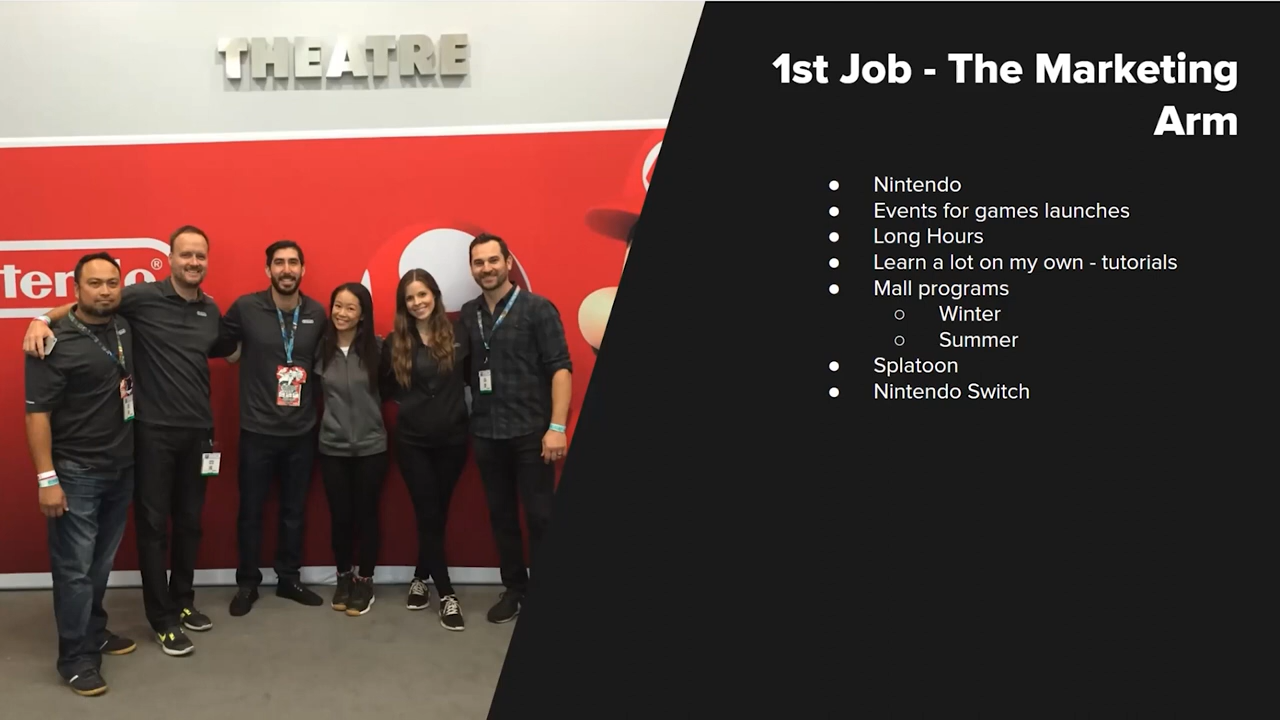 THEATRE
1st Job - The Marketing
Arm
● Nintendo
● Events for games launches
● Long Hours
● Learn a lot on my own - tutorials
● Mall programs
○ Winter
○ Summer
● Splatoon
● Nintendo Switch